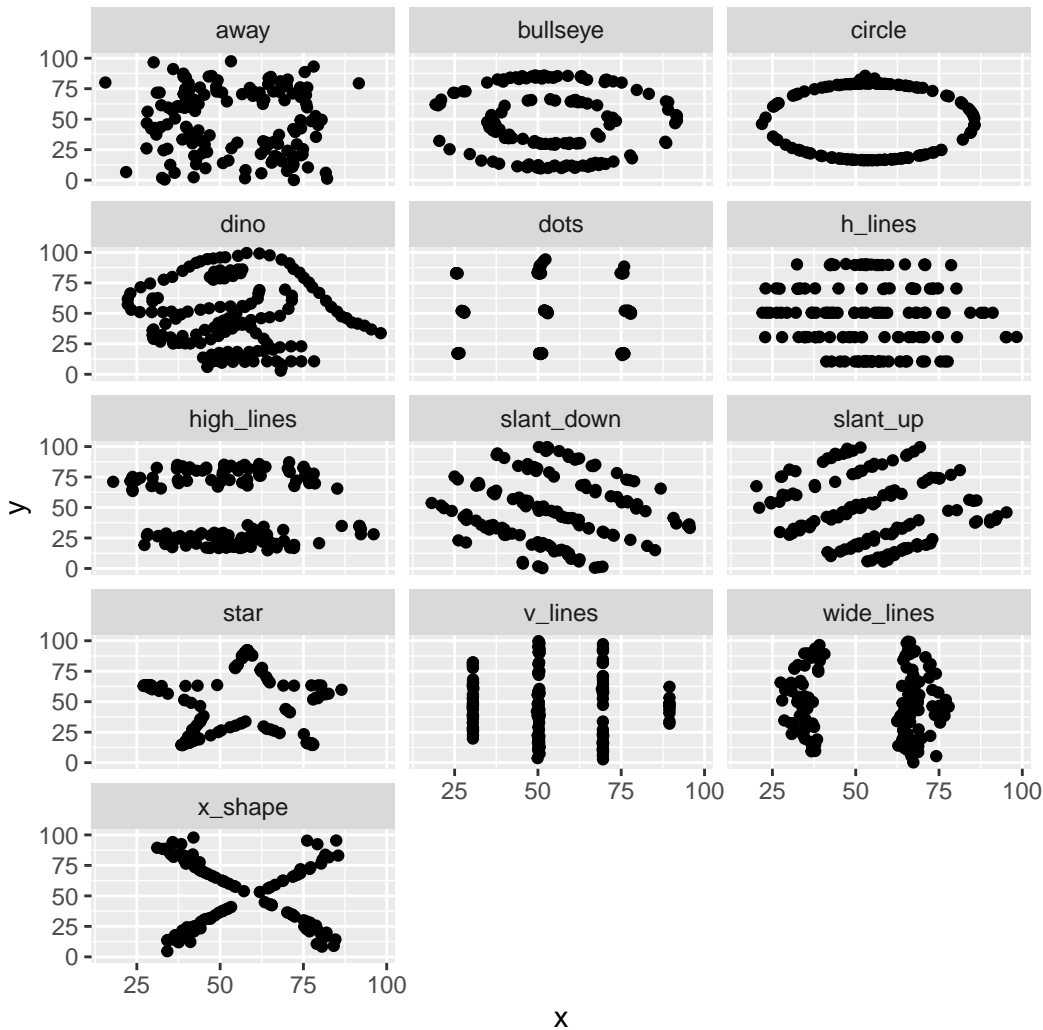 away bullseye circle
100
75
50
25
0
dino dots h_lines
100
75
50
25
0
high_lines slant_down slant_up
100
75
50
25
0
y
star v_lines wide_lines
100
75
50
25
0
25 50 75 100 25 50 75 100
x_shape
100
75
50
25
0
25 50 75 100
x